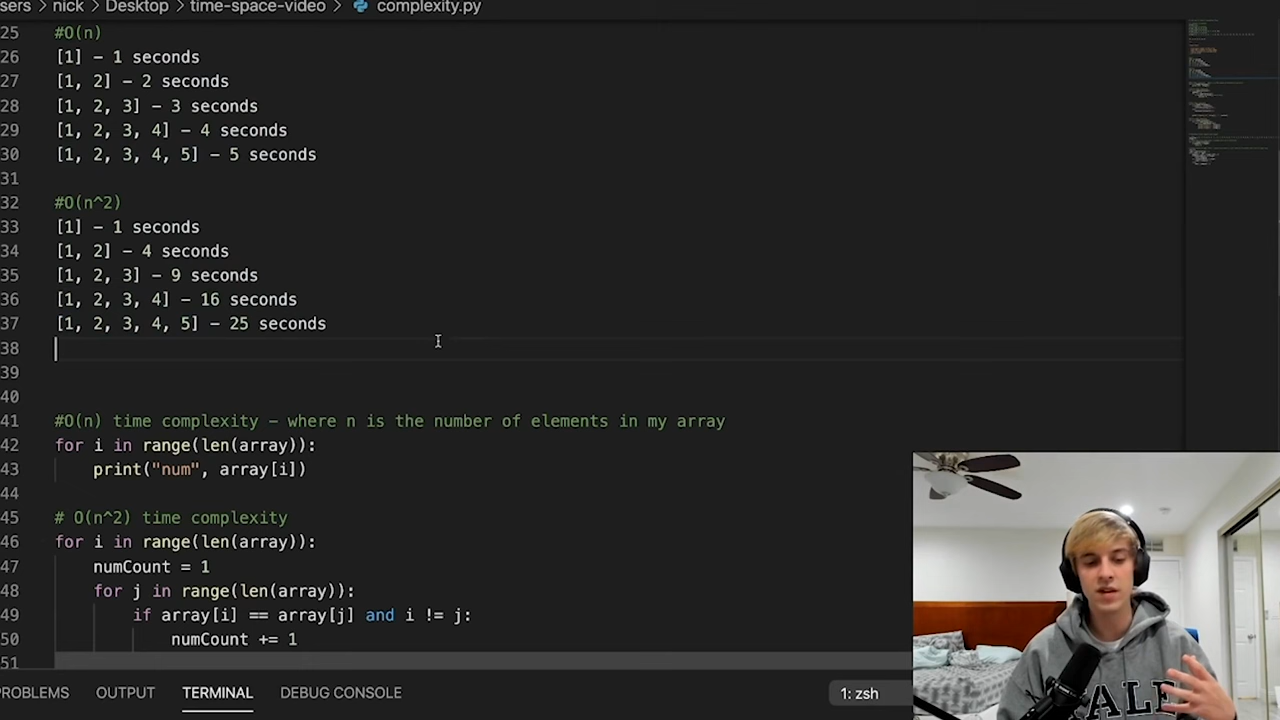 sers > nick > Desktop > time-space-video > complexity.py
25 #O(n)
26 [1] – 1 seconds
27 [1, 2] – 2 seconds
28 [1, 2, 3] – 3 seconds
29 [1, 2, 3, 4] – 4 seconds
30 [1, 2, 3, 4, 5] – 5 seconds
31
32 #O(n^2)
33 [1] – 1 seconds
34 [1, 2] – 4 seconds
35 [1, 2, 3] – 9 seconds
36 [1, 2, 3, 4] – 16 seconds
37 [1, 2, 3, 4, 5] – 25 seconds
38
39
40
41 #O(n) time complexity – where n is the number of elements in my array
42 for i in range(len(array)):
43 print("num", array[i])
44
45 # O(n^2) time complexity
46 for i in range(len(array)):
47 numCount = 1
48 for j in range(len(array)):
49 if array[i] == array[j] and i != j:
50 numCount += 1
51
PROBLEMS OUTPUT TERMINAL DEBUG CONSOLE 1: zsh
YALE